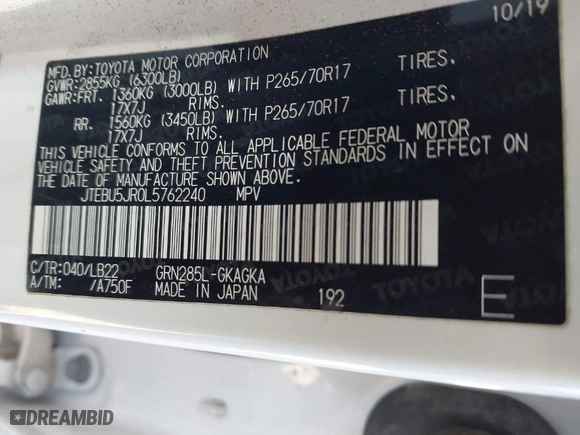 10/19
MFD. BY: TOYOTA MOTOR CORPORATION
GVWR: 2855KG (6300LB)
GAWR: FRT. 1360KG (3000LB) WITH P265/70R17 TIRES,
17X7J RIMS.
RR. 1560KG (3450LB) WITH P265/70R17 TIRES,
17X7J RIMS.
THIS VEHICLE CONFORMS TO ALL APPLICABLE FEDERAL MOTOR
VEHICLE SAFETY AND THEFT PREVENTION STANDARDS IN EFFECT ON
THE DATE OF MANUFACTURE SHOWN ABOVE.
JTEBU5JR0L5762240 MPV
C/TR: 040/LB22 GRN285L-GKAGKA
A/TM: /A750F MADE IN JAPAN 192 E
TOYOTA
DREAMBID